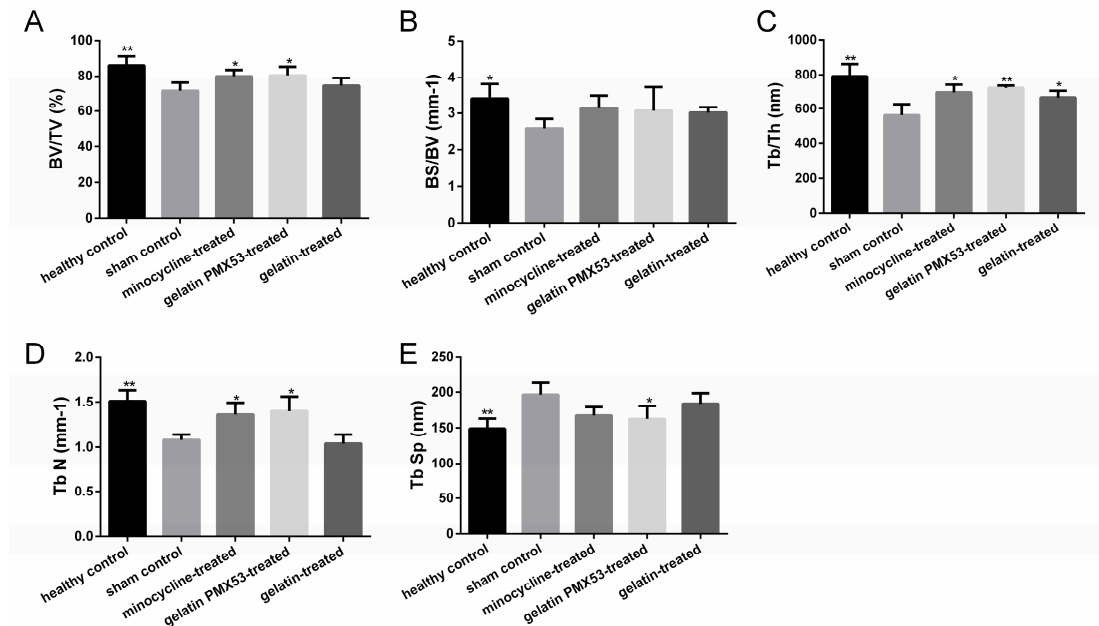 A
BV/TV (%)
100
80
60
40
20
0
**
*
*
healthy control
sham control
minocycline-treated
gelatin PMX53-treated
gelatin-treated
B
BS/BV (mm-1)
5
4
3
2
1
0
*
healthy control
sham control
minocycline-treated
gelatin PMX53-treated
gelatin-treated
C
Tb/Th (nm)
1000
800
600
400
200
0
**
*
**
*
healthy control
sham control
minocycline-treated
gelatin PMX53-treated
gelatin-treated
D
Tb N (mm-1)
2.0
1.5
1.0
0.5
0.0
**
*
*
healthy control
sham control
minocycline-treated
gelatin PMX53-treated
gelatin-treated
E
Tb Sp (nm)
250
200
150
100
50
0
**
*
healthy control
sham control
minocycline-treated
gelatin PMX53-treated
gelatin-treated